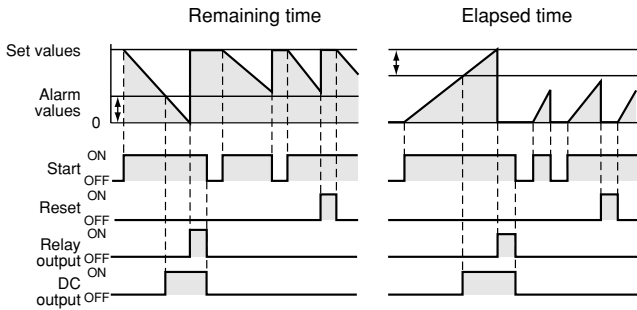 Remaining time
Elapsed time
Set values
Alarm
values
0
Start
ON
OFF
Reset
ON
OFF
Relay
output
ON
OFF
DC
output
ON
OFF